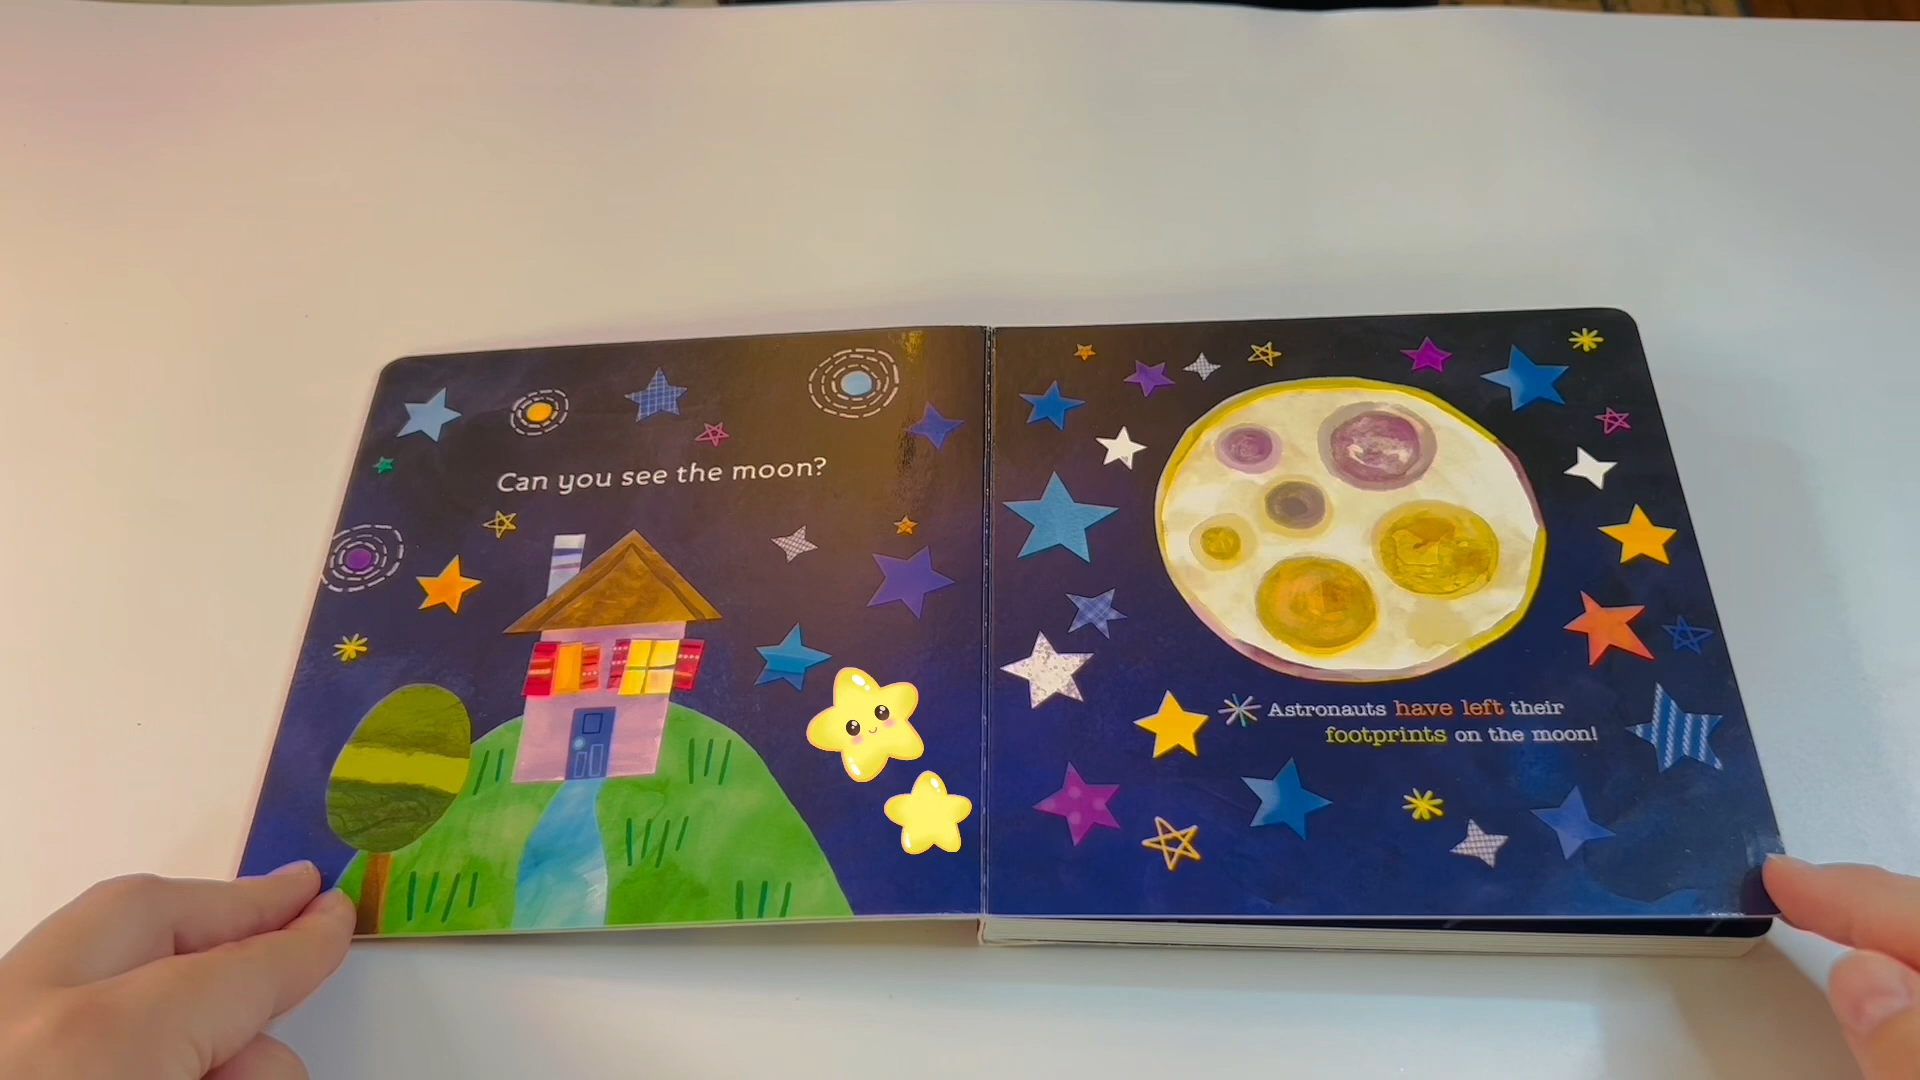 Can you see the moon?
Astronauts have left their
footprints on the moon!